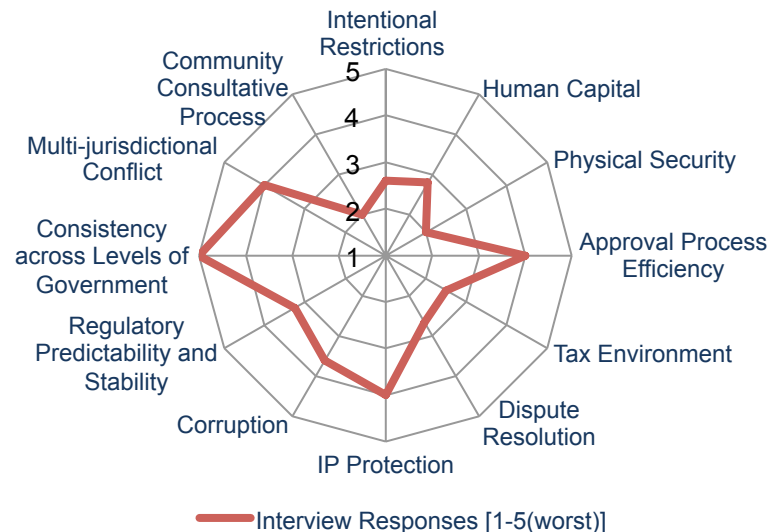 Intentional
Restrictions
Human Capital
Physical Security
Approval Process
Efficiency
Tax Environment
Dispute
Resolution
IP Protection
Corruption
Regulatory
Predictability and
Stability
Consistency
across Levels of
Government
Multi-jurisdictional
Conflict
Community
Consultative
Process
5
4
3
2
1
Interview Responses [1-5(worst)]